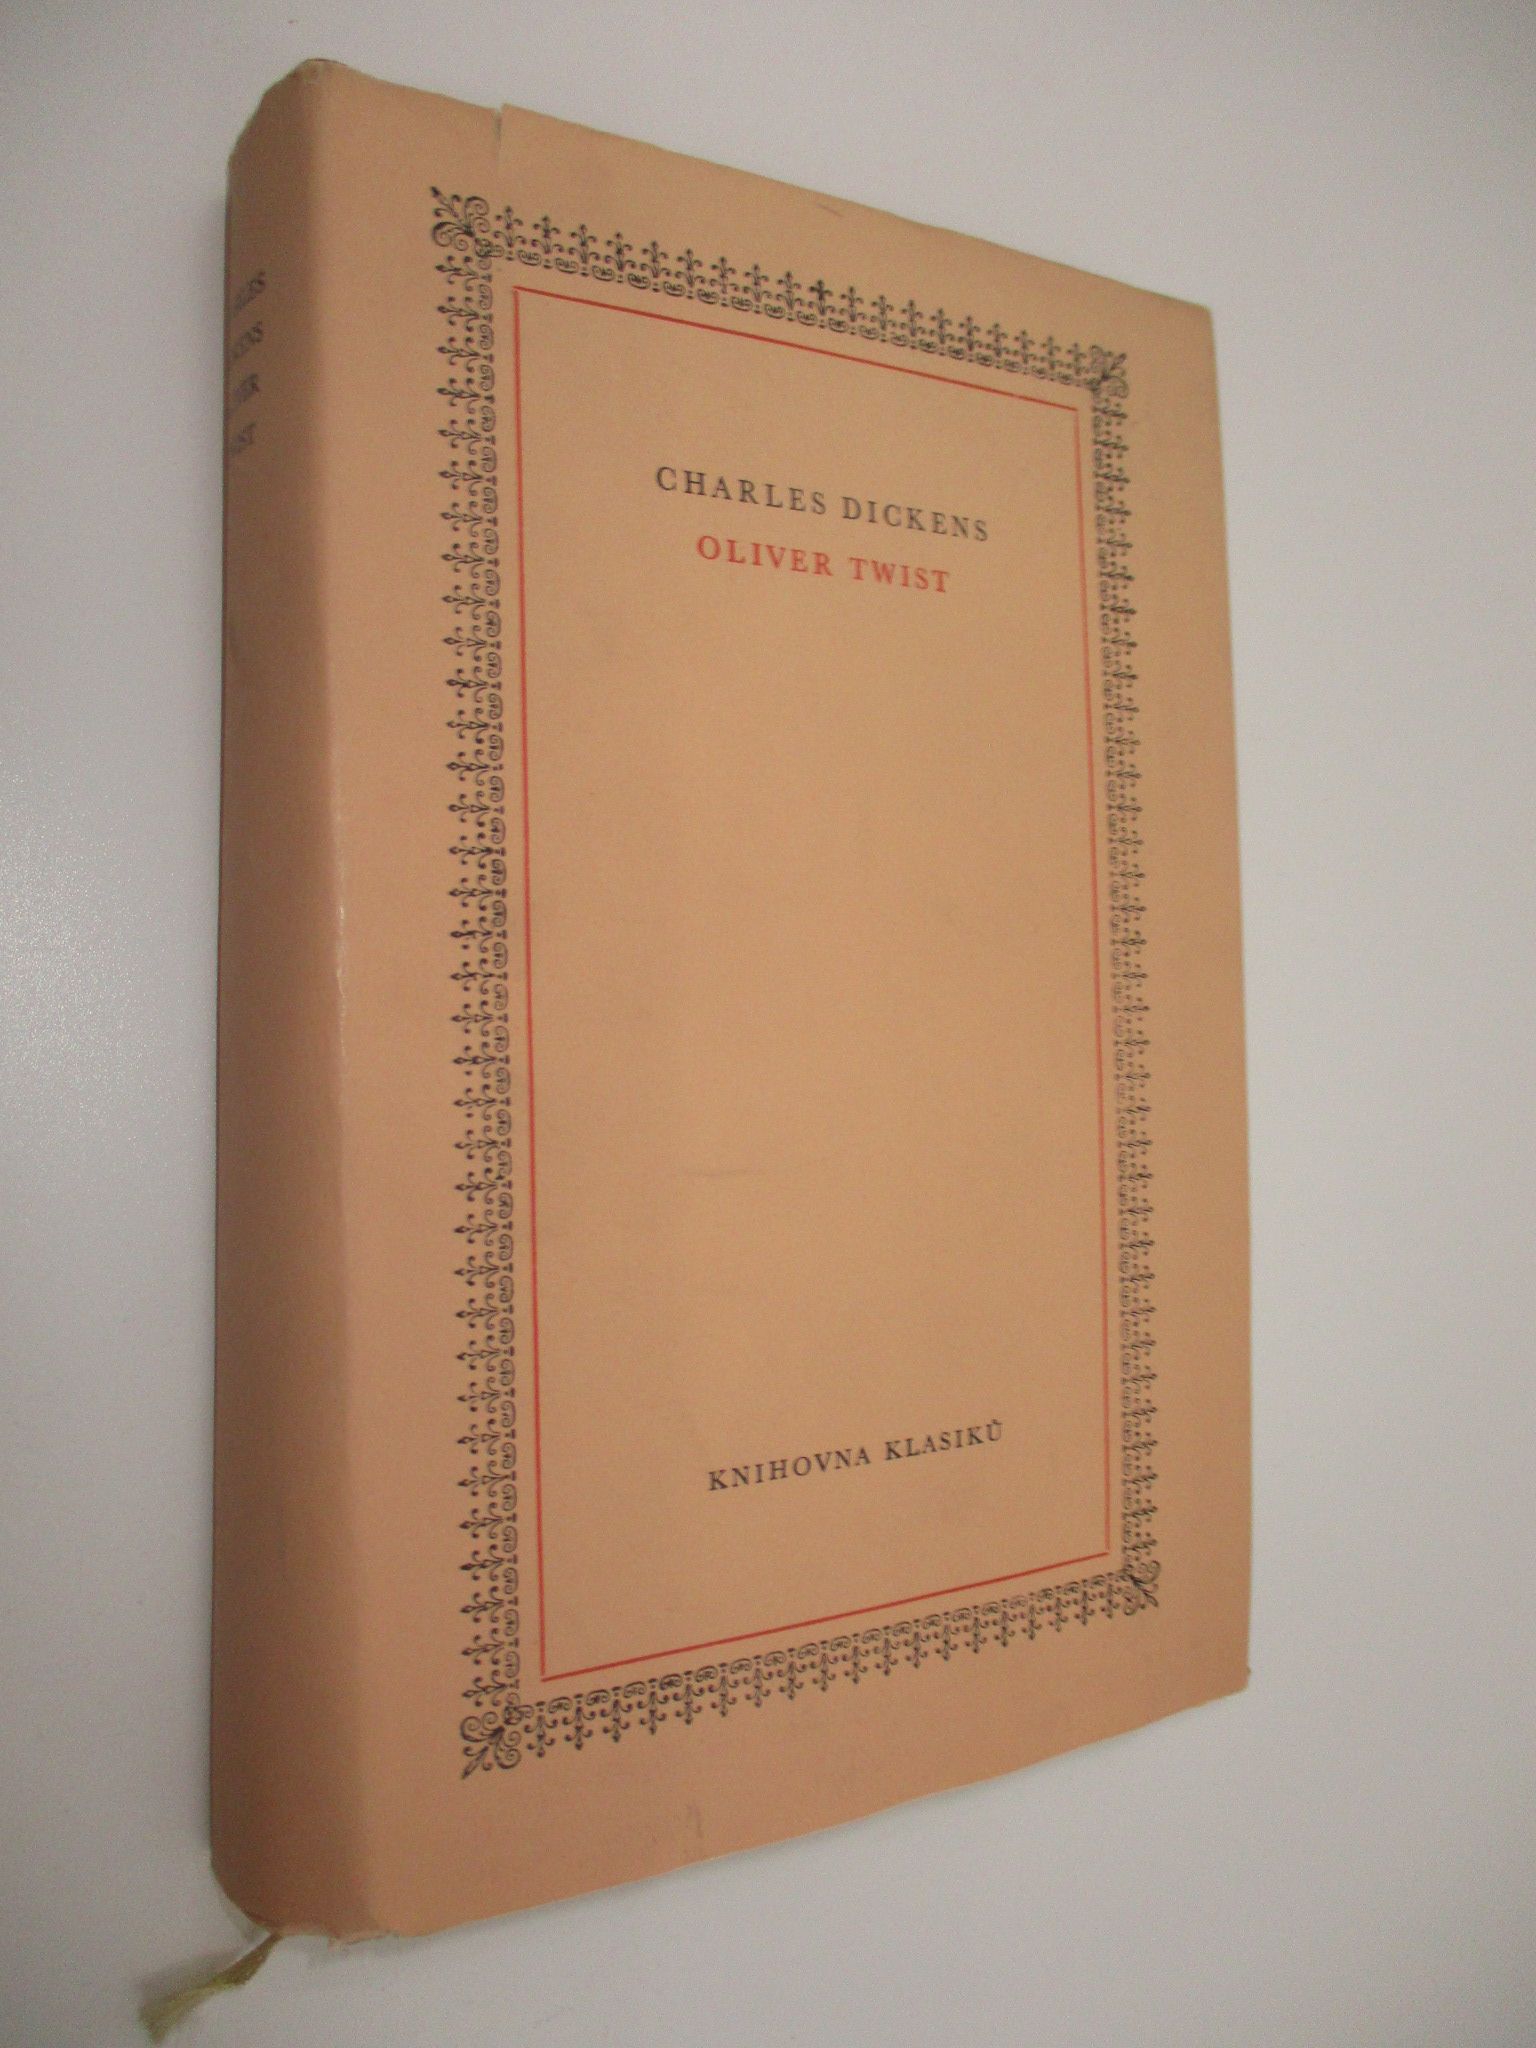 CHARLES DICKENS
OLIVER TWIST
KNIHOVNA KLASIKŮ